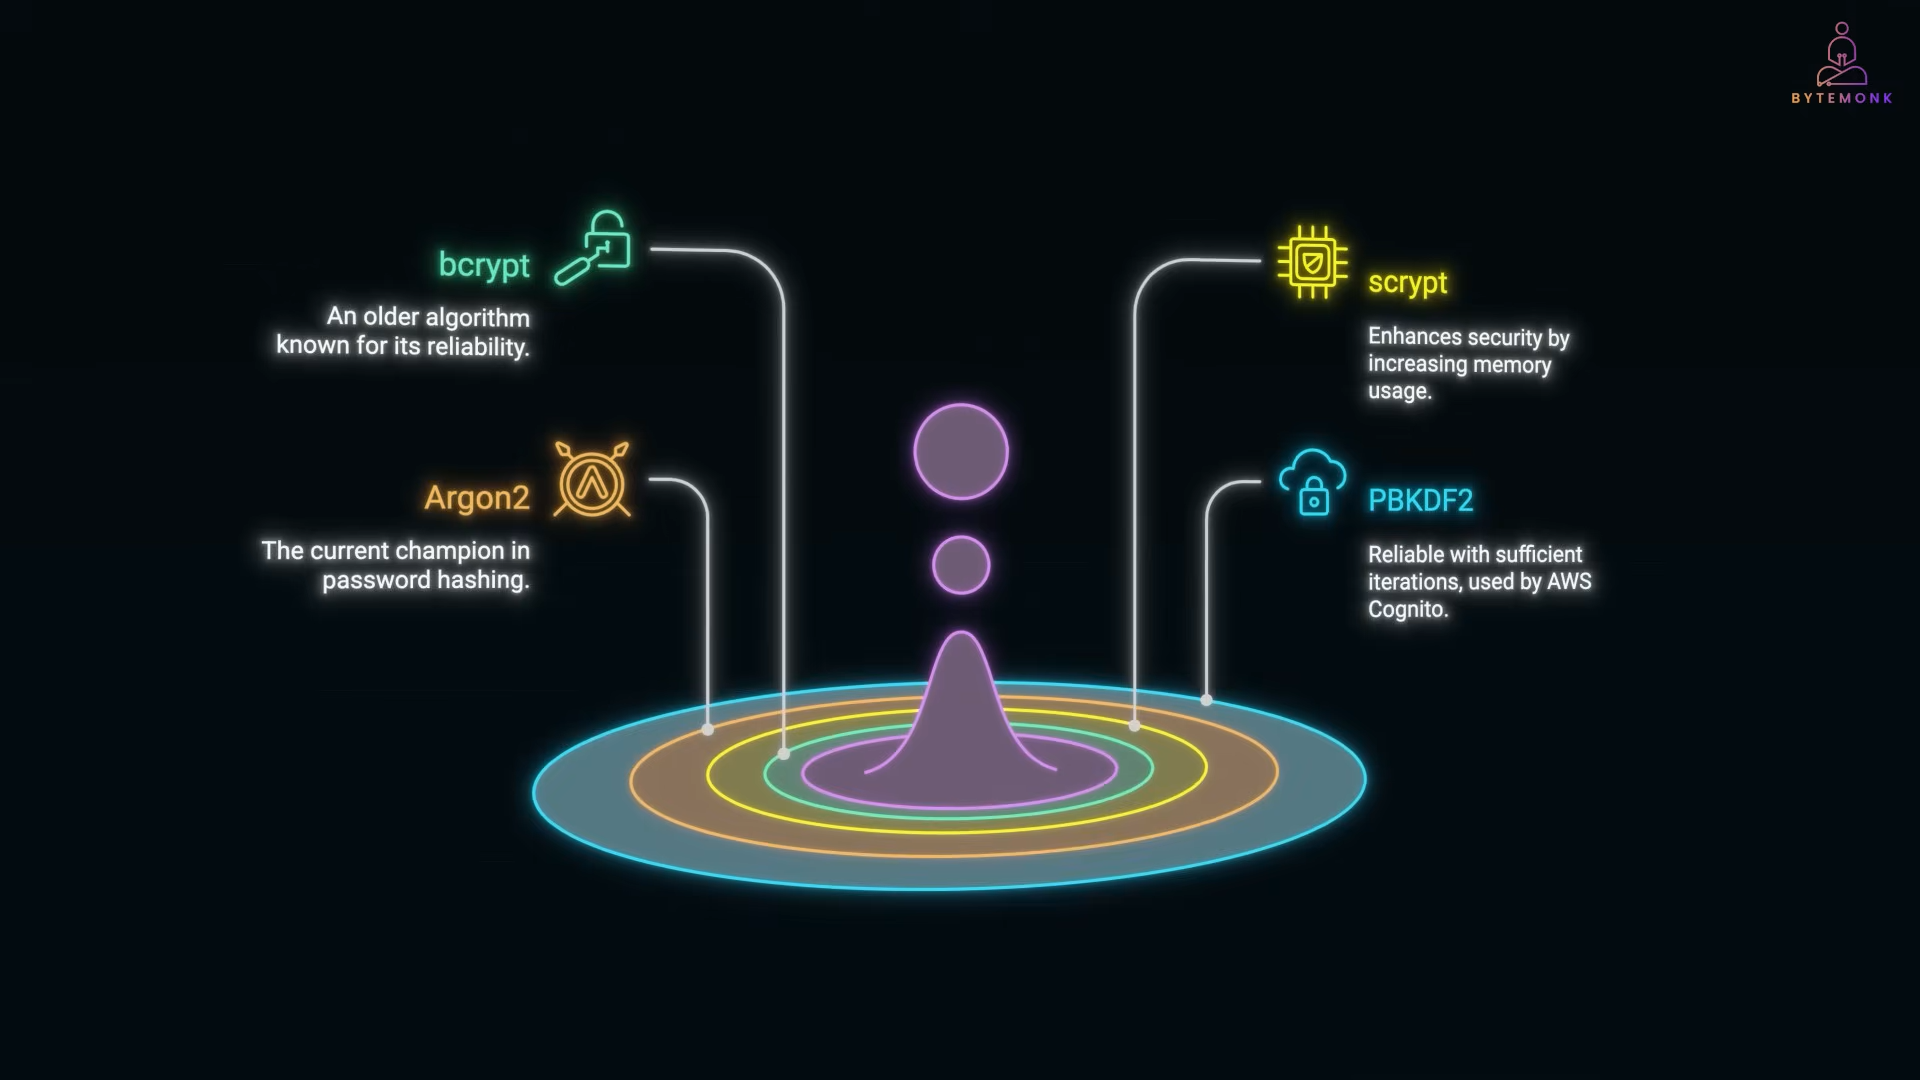 BYTEMONK
bcrypt
An older algorithm
known for its reliability.
scrypt
Enhances security by
increasing memory
usage.
Argon2
The current champion in
password hashing.
PBKDF2
Reliable with sufficient
iterations, used by AWS
Cognito.